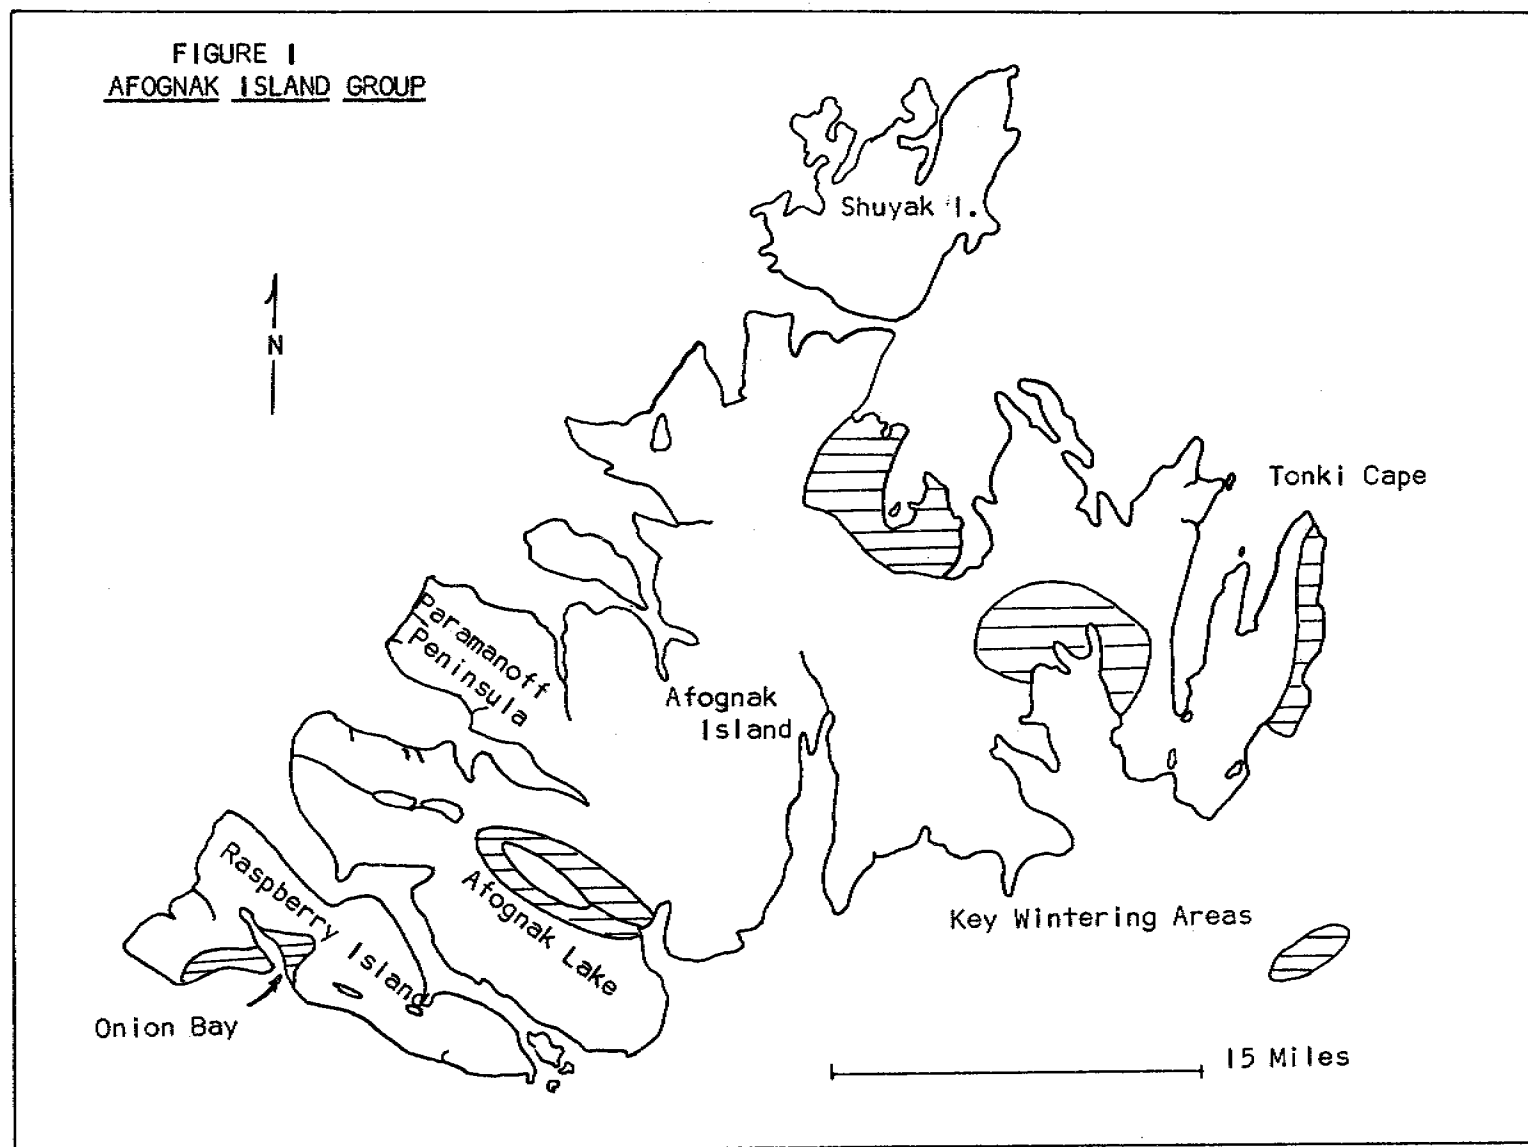 FIGURE 1
AFOGNAK ISLAND GROUP
Shuyak I.
N
Tonki Cape
Paramanoff
Peninsula
Afognak
Island
Raspberry Island
Afognak Lake
Key Wintering Areas
Onion Bay
15 Miles